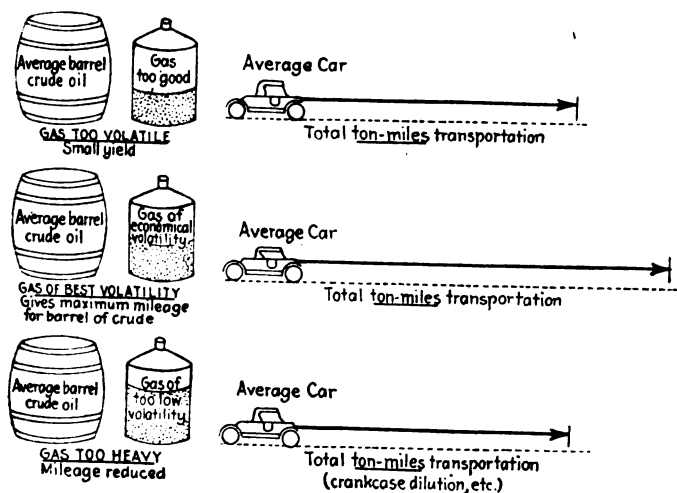 Average barrel
crude oil
Gas
too good
GAS TOO VOLATILE
Small yield
Average Car
Total ton-miles transportation
Average barrel
crude oil
Gas of
economical
volatility
GAS OF BEST VOLATILITY
Gives maximum mileage
for barrel of crude
Average Car
Total ton-miles transportation
Average barrel
crude oil
Gas of
too low
volatility
GAS TOO HEAVY
Mileage reduced
Average Car
Total ton-miles transportation
(crankcase dilution, etc.)